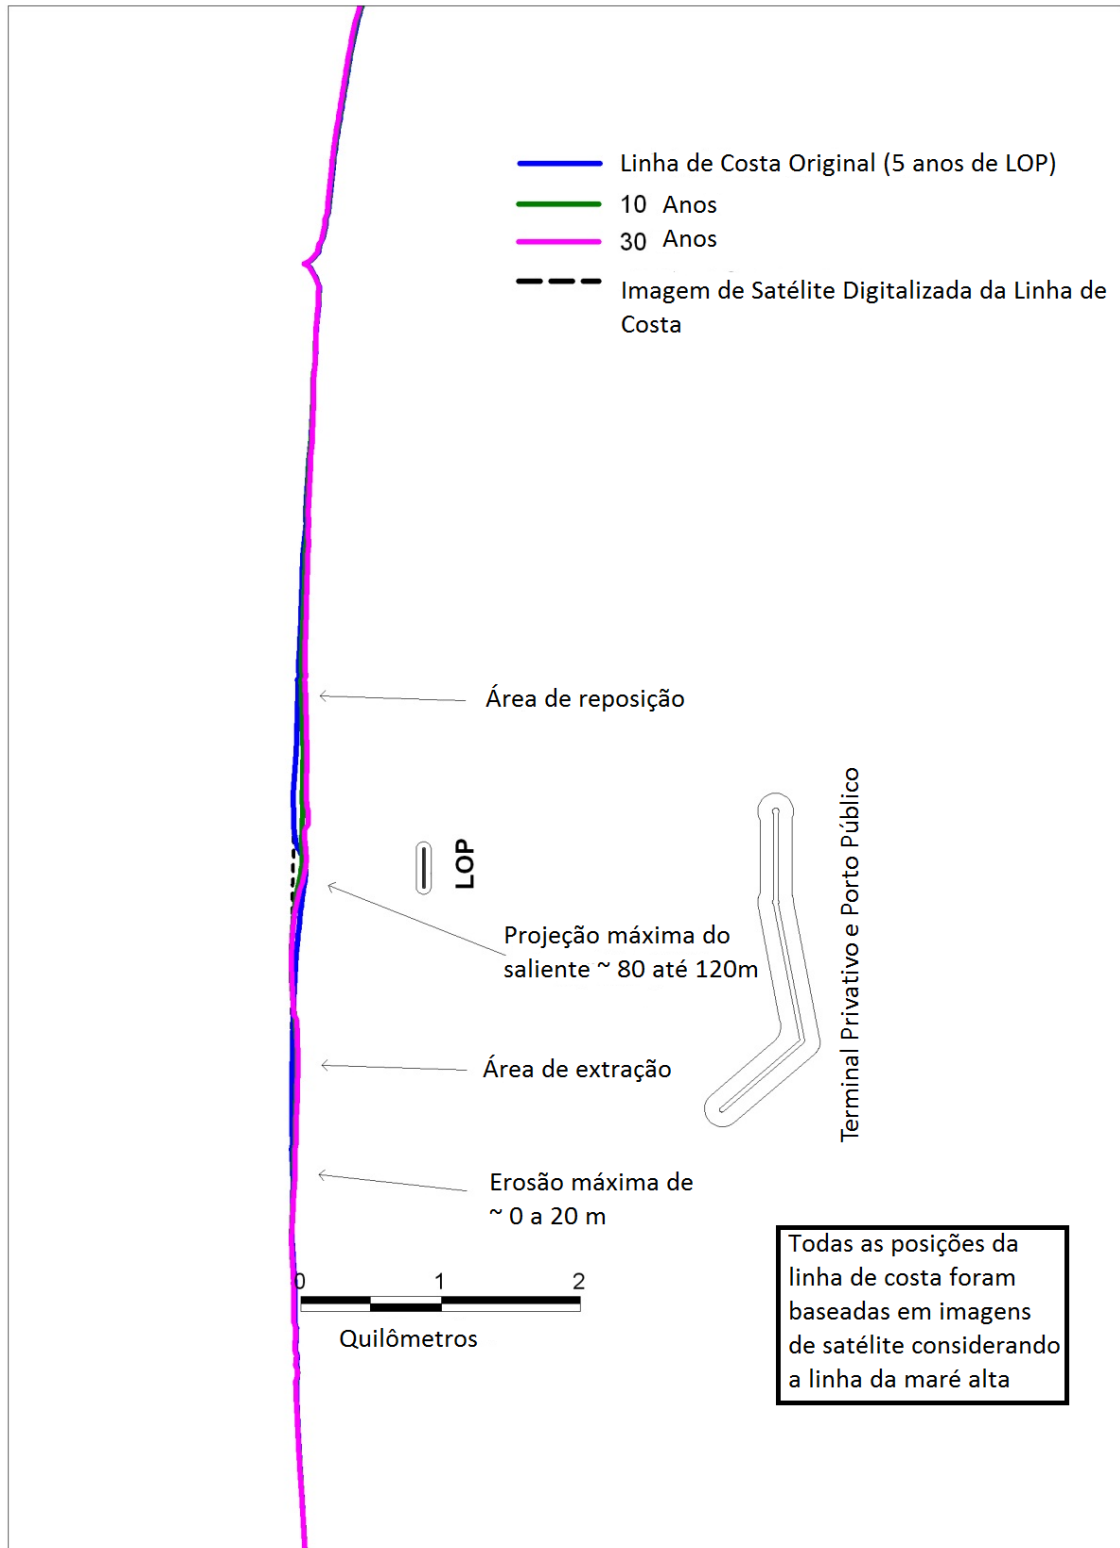 Linha de Costa Original (5 anos de LOP)
10 Anos
30 Anos
Imagem de Satélite Digitalizada da Linha de
Costa
Área de reposição
Terminal Privativo e Porto Público
LOP
Projeção máxima do
saliente ~ 80 até 120m
Área de extração
Erosão máxima de
~ 0 a 20 m
0 1 2
Quilômetros
Todas as posições da
linha de costa foram
baseadas em imagens
de satélite considerando
a linha da maré alta